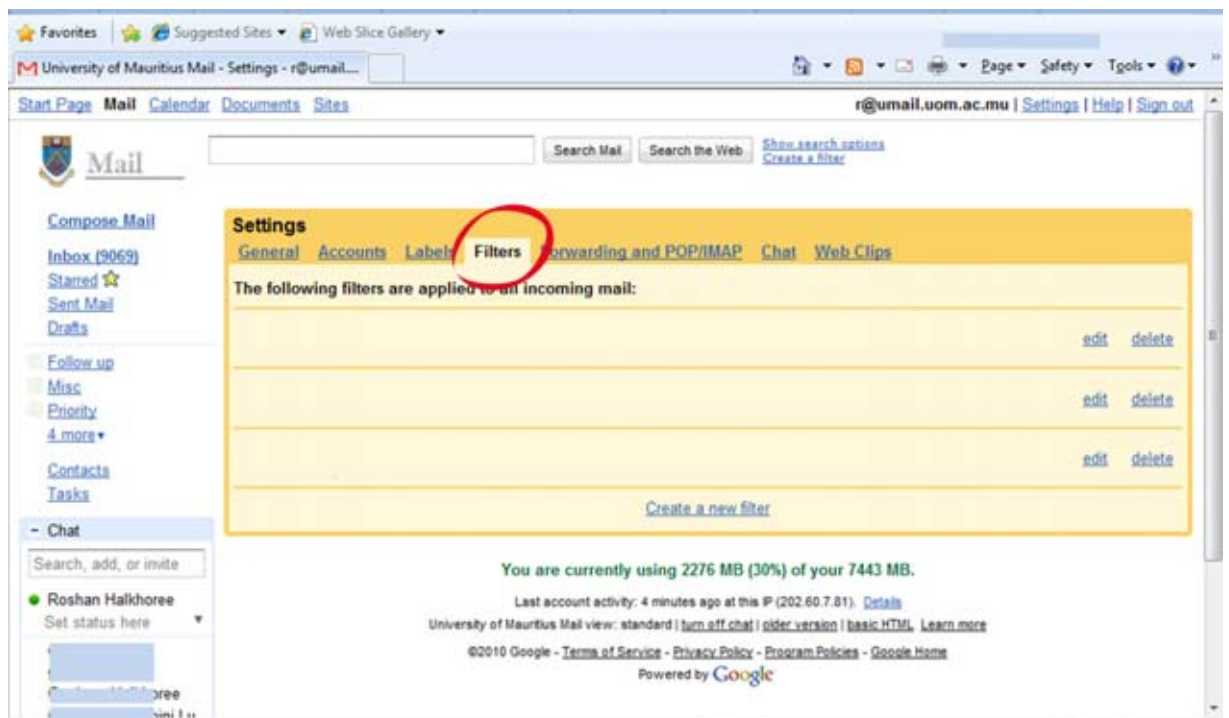 Favorites Suggested Sites Web Slice Gallery
University of Mauritius Mail - Settings - r@umail.... Page Safety Tools
Start Page Mail Calendar Documents Sites r@umail.uom.ac.mu | Settings | Help | Sign out
Mail Search Mail Search the Web Show search options
Create a filter
Compose Mail
Settings
General Accounts Labels Filters Forwarding and POP/IMAP Chat Web Clips
Inbox (9069)
Starred
The following filters are applied to all incoming mail:
Sent Mail
Drafts
edit delete
Follow up
Misc
edit delete
Priority
4 more
edit delete
Contacts
Tasks
Create a new filter
- Chat
Search, add, or invite
You are currently using 2276 MB (30%) of your 7443 MB.
Roshan Halkhoree
Last account activity: 4 minutes ago at this IP (202.60.7.81). Details
Set status here
University of Mauritius Mail view: standard | turn off chat | older version | basic HTML Learn more
©2010 Google - Terms of Service - Privacy Policy - Program Policies - Google Home
Powered by Google